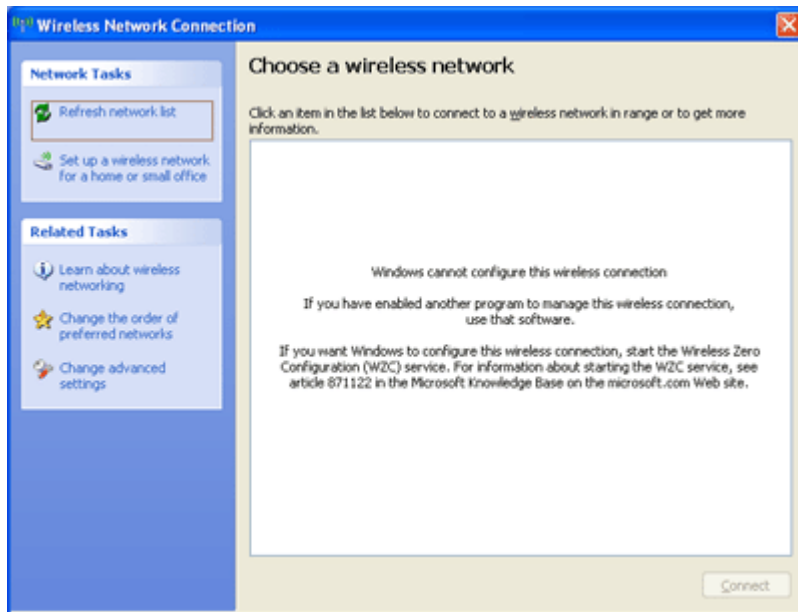 Wireless Network Connection
Network Tasks
Refresh network list
Set up a wireless network
for a home or small office
Related Tasks
Learn about wireless
networking
Change the order of
preferred networks
Change advanced
settings
Choose a wireless network
Click an item in the list below to connect to a wireless network in range or to get more
information.
Windows cannot configure this wireless connection
If you have enabled another program to manage this wireless connection,
use that software.
If you want Windows to configure this wireless connection, start the Wireless Zero
Configuration (WZC) service. For information about starting the WZC service, see
article 871122 in the Microsoft Knowledge Base on the microsoft.com Web site.
Connect